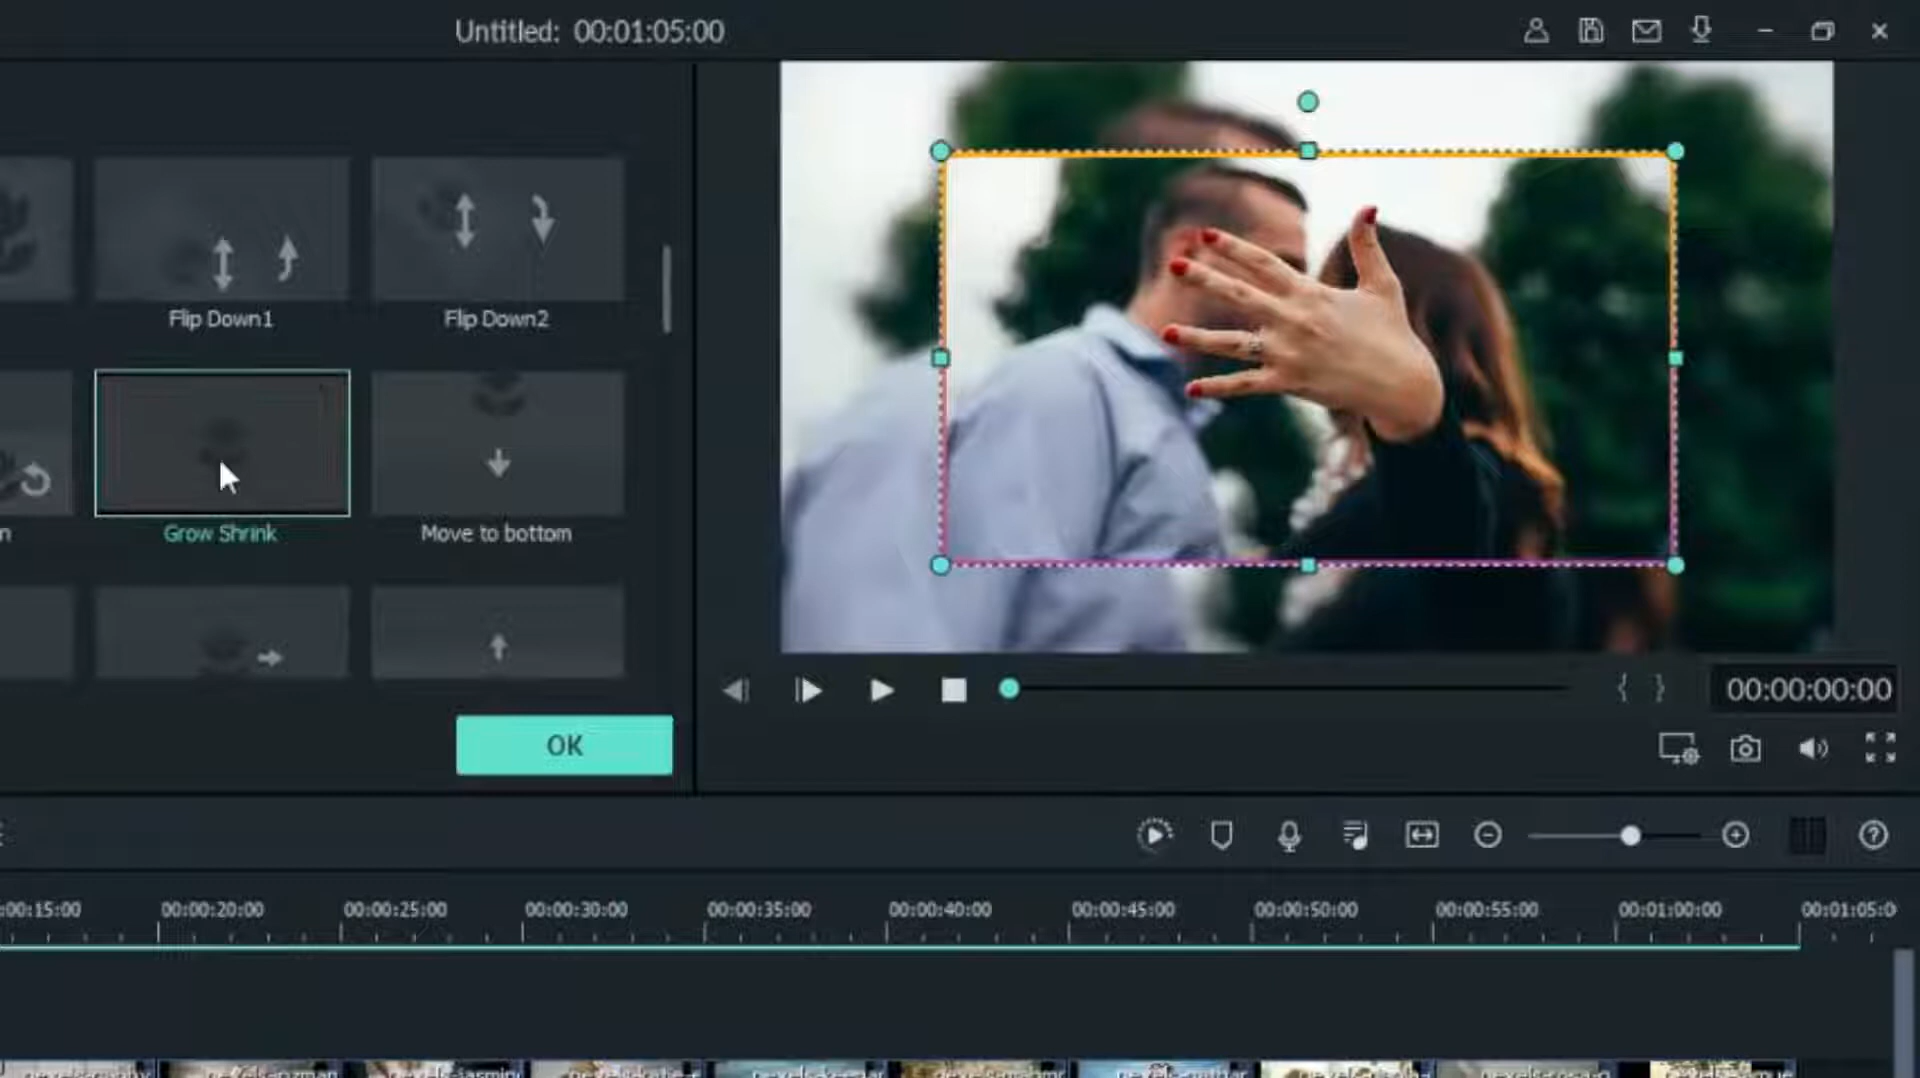 Untitled: 00:01:05:00
Flip Down1
Flip Down2
n
Grow Shrink
Move to bottom
OK
{ }
00:00:00:00
:00:15:00
00:00:20:00
00:00:25:00
00:00:30:00
00:00:35:00
00:00:40:00
00:00:45:00
00:00:50:00
00:00:55:00
00:01:00:00
00:01:05:0